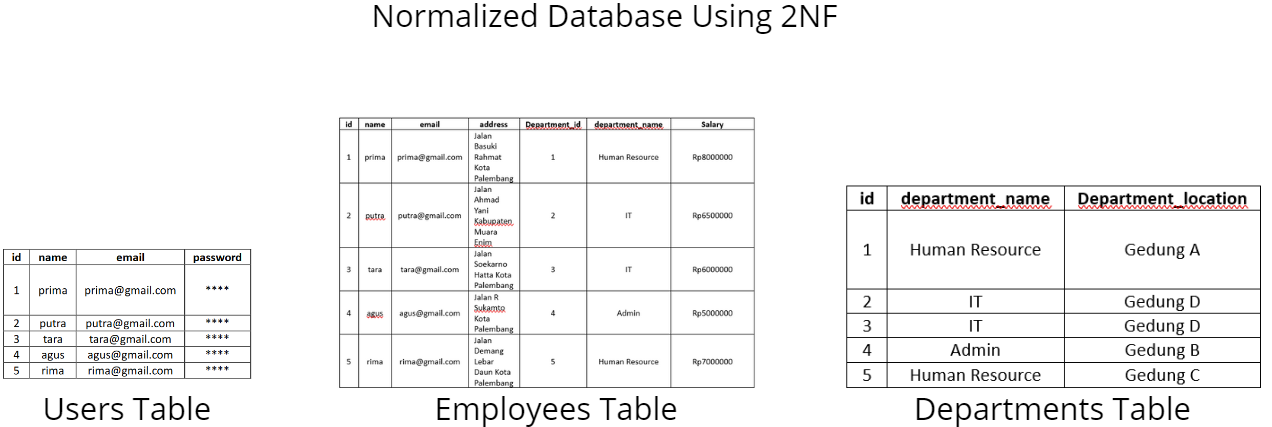 Normalized Database Using 2NF
id name email password
1 prima prima@gmail.com ****
2 putra putra@gmail.com ****
3 tara tara@gmail.com ****
4 agus agus@gmail.com ****
5 rima rima@gmail.com ****
Users Table
id name email address Department_id department_name Salary
Jalan
Basuki
1 prima prima@gmail.com Rahmat 1 Human Resource Rp8000000
Kota
Palembang
Jalan
Ahmad
Yani
2 putra putra@gmail.com Kabupaten 2 IT Rp6500000
Muara
Enim
Jalan
Soekarno
3 tara tara@gmail.com Hatta Kota 3 IT Rp6000000
Palembang
Jalan R
Sukamto
4 agus agus@gmail.com Kota 4 Admin Rp5000000
Palembang
Jalan
Demang
5 rima rima@gmail.com Lebar 5 Human Resource Rp7000000
Daun Kota
Palembang
Employees Table
id department_name Department_location
1 Human Resource Gedung A
2 IT Gedung D
3 IT Gedung D
4 Admin Gedung B
5 Human Resource Gedung C
Departments Table